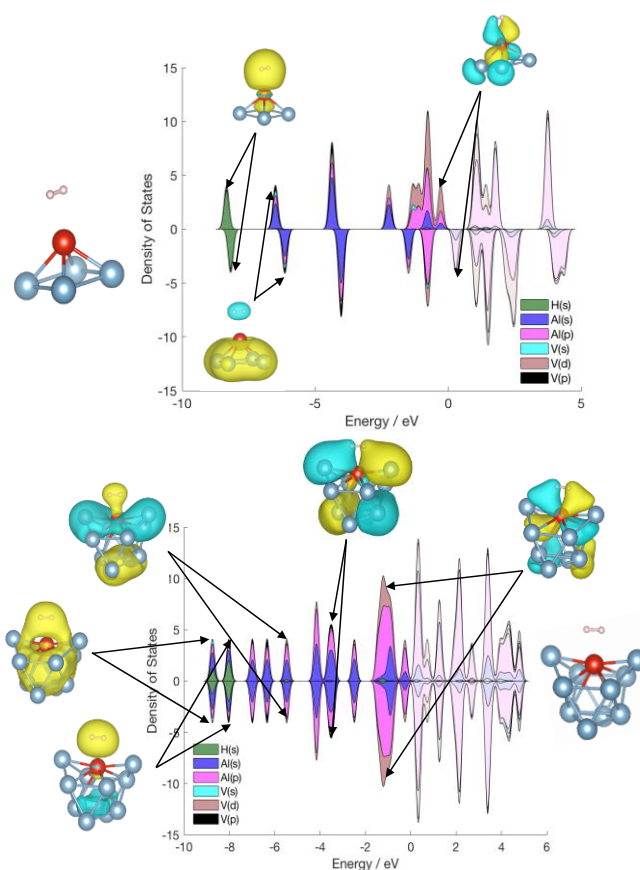 15
10
5
0
-5
-10
-15
Density of States
H(s)
Al(s)
Al(p)
V(s)
V(d)
V(p)
-10 -5 0 5
Energy / eV
15
10
5
0
-5
-10
-15
Density of States
H(s)
Al(s)
Al(p)
V(s)
V(d)
V(p)
-10 -8 -6 -4 -2 0 2 4 6
Energy / eV